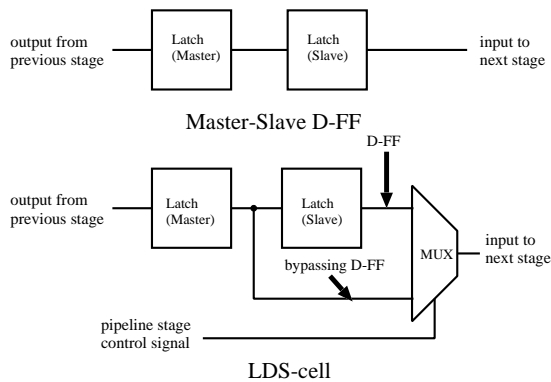 output from
previous stage
Latch
(Master)
Latch
(Slave)
input to
next stage
Master-Slave D-FF
D-FF
output from
previous stage
Latch
(Master)
Latch
(Slave)
MUX
input to
next stage
bypassing D-FF
pipeline stage
control signal
LDS-cell